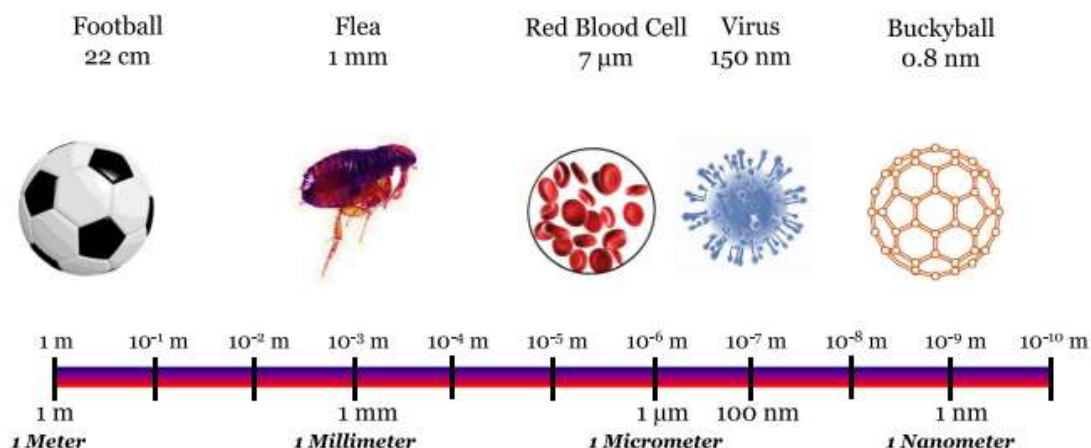 Football
22 cm
Flea
1 mm
Red Blood Cell
7 µm
Virus
150 nm
Buckyball
0.8 nm
1 m 10⁻¹ m 10⁻² m 10⁻³ m 10⁻⁴ m 10⁻⁵ m 10⁻⁶ m 10⁻⁷ m 10⁻⁸ m 10⁻⁹ m 10⁻¹⁰ m
1 m 1 mm 1 µm 100 nm 1 nm
1 Meter 1 Millimeter 1 Micrometer 1 Nanometer